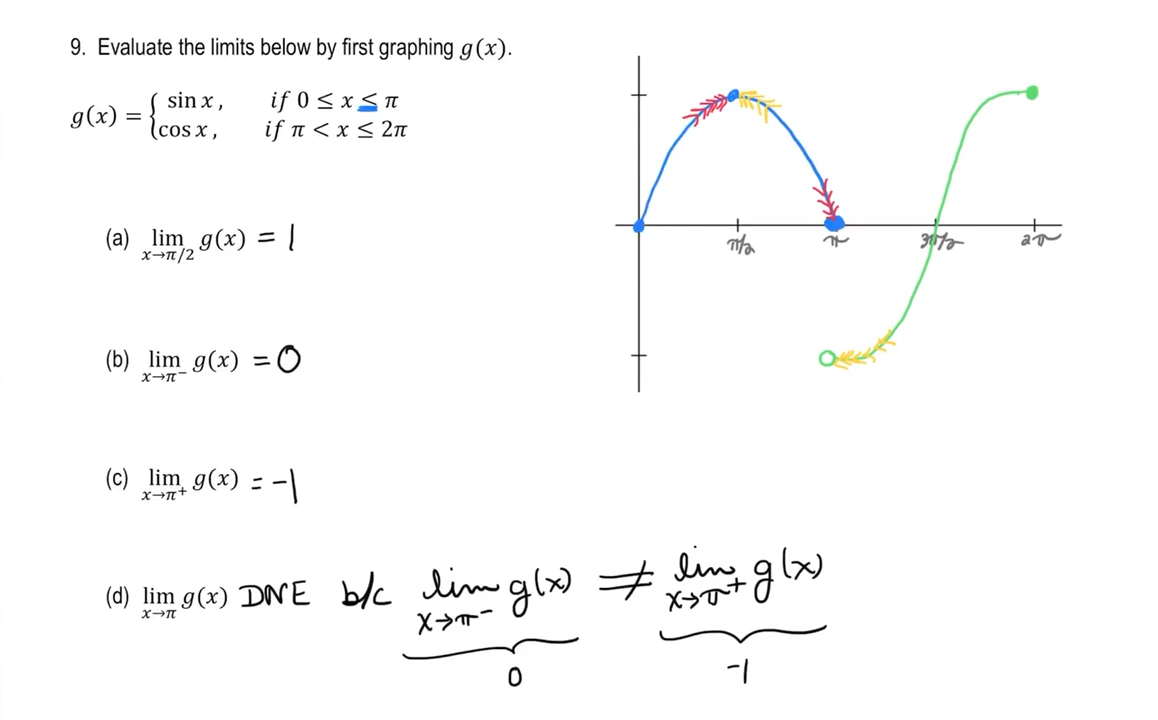 9. Evaluate the limits below by first graphing g(x).
g(x) = { sin x, if 0 ≤ x ≤ π
cos x, if π < x ≤ 2π
(a) lim x→π/2 g(x) = 1
(b) lim x→π⁻ g(x) = 0
(c) lim x→π⁺ g(x) = -1
(d) lim x→π g(x) DNE b/c lim x→π⁻ g(x) ≠ lim x→π⁺ g(x)
0 -1
π/2 π 3π/2 2π